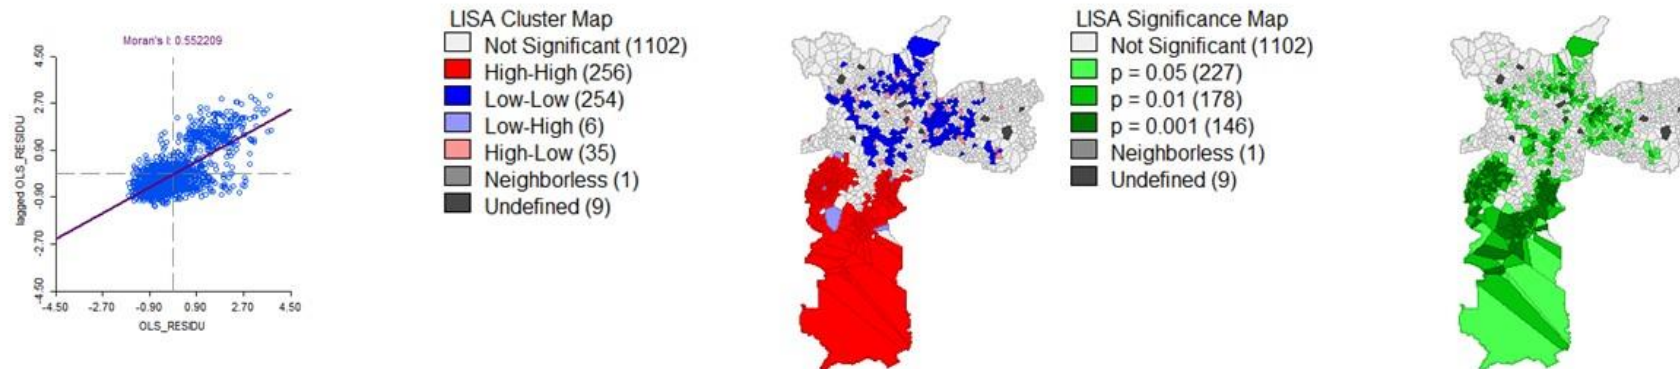 Moran's I: 0.552209
4.50
2.70
0.90
-0.90
-2.70
-4.50
lagged OLS_RESIDU
-4.50 -2.70 -0.90 0.90 2.70 4.50
OLS_RESIDU
LISA Cluster Map
Not Significant (1102)
High-High (256)
Low-Low (254)
Low-High (6)
High-Low (35)
Neighborless (1)
Undefined (9)
LISA Significance Map
Not Significant (1102)
p = 0.05 (227)
p = 0.01 (178)
p = 0.001 (146)
Neighborless (1)
Undefined (9)